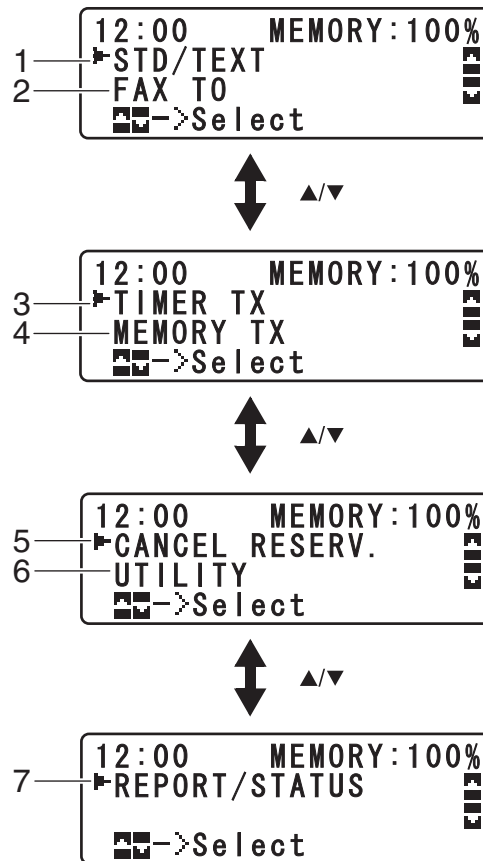 12:00 MEMORY:100%
1 STD/TEXT
2 FAX TO
->Select
▲/▼
12:00 MEMORY:100%
3 TIMER TX
4 MEMORY TX
->Select
▲/▼
12:00 MEMORY:100%
5 CANCEL RESERV.
6 UTILITY
->Select
▲/▼
12:00 MEMORY:100%
7 REPORT/STATUS
->Select